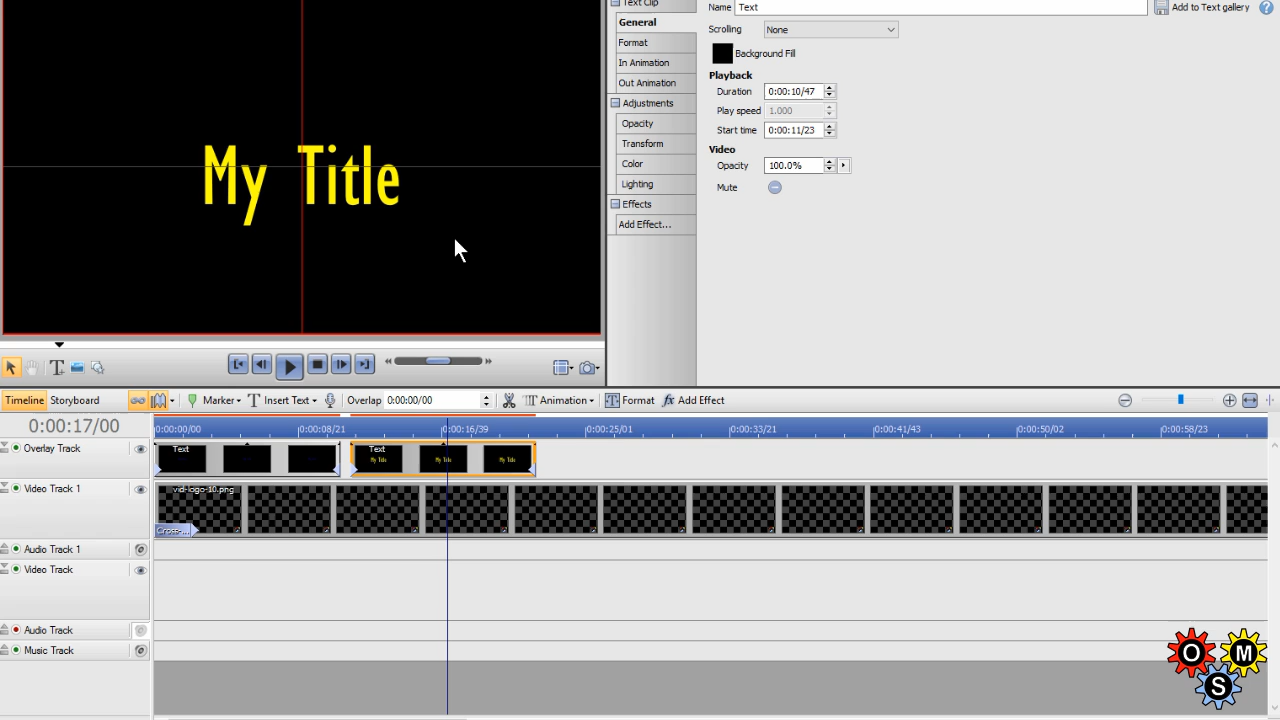 Text Clip
Name Text Add to Text gallery ?
General
Scrolling None
Format
Background Fill
In Animation
Playback
Out Animation
Duration 0:00:10/47
Adjustments
Play speed 1.000
Opacity
Start time 0:00:11/23
Transform
Video
Color
Opacity 100.0%
Lighting
Mute
Effects
Add Effect...
My Title
Timeline Storyboard Marker T Insert Text Overlap 0:00:00/00 Animation Format fx Add Effect
0:00:17/00 0:00:00/00 0:00:08/21 0:00:16/39 0:00:25/01 0:00:33/21 0:00:41/43 0:00:50/02 0:00:58/23
Overlay Track Text Text
My Title My Title My Title
Video Track 1 vid-logo-10.png
Cross-...
Audio Track 1
Video Track
Audio Track
Music Track
O M
S